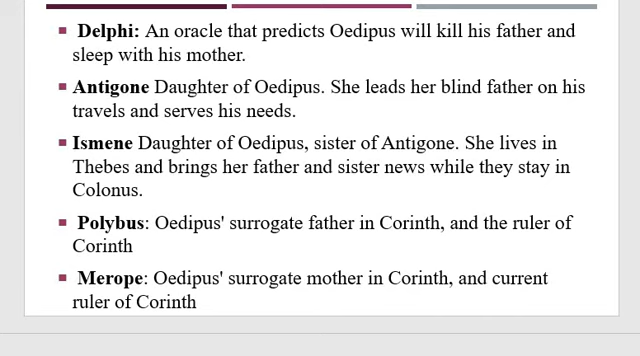 Delphi: An oracle that predicts Oedipus will kill his father and
sleep with his mother.
Antigone Daughter of Oedipus. She leads her blind father on his
travels and serves his needs.
Ismene Daughter of Oedipus, sister of Antigone. She lives in
Thebes and brings her father and sister news while they stay in
Colonus.
Polybus: Oedipus' surrogate father in Corinth, and the ruler of
Corinth
Merope: Oedipus' surrogate mother in Corinth, and current
ruler of Corinth